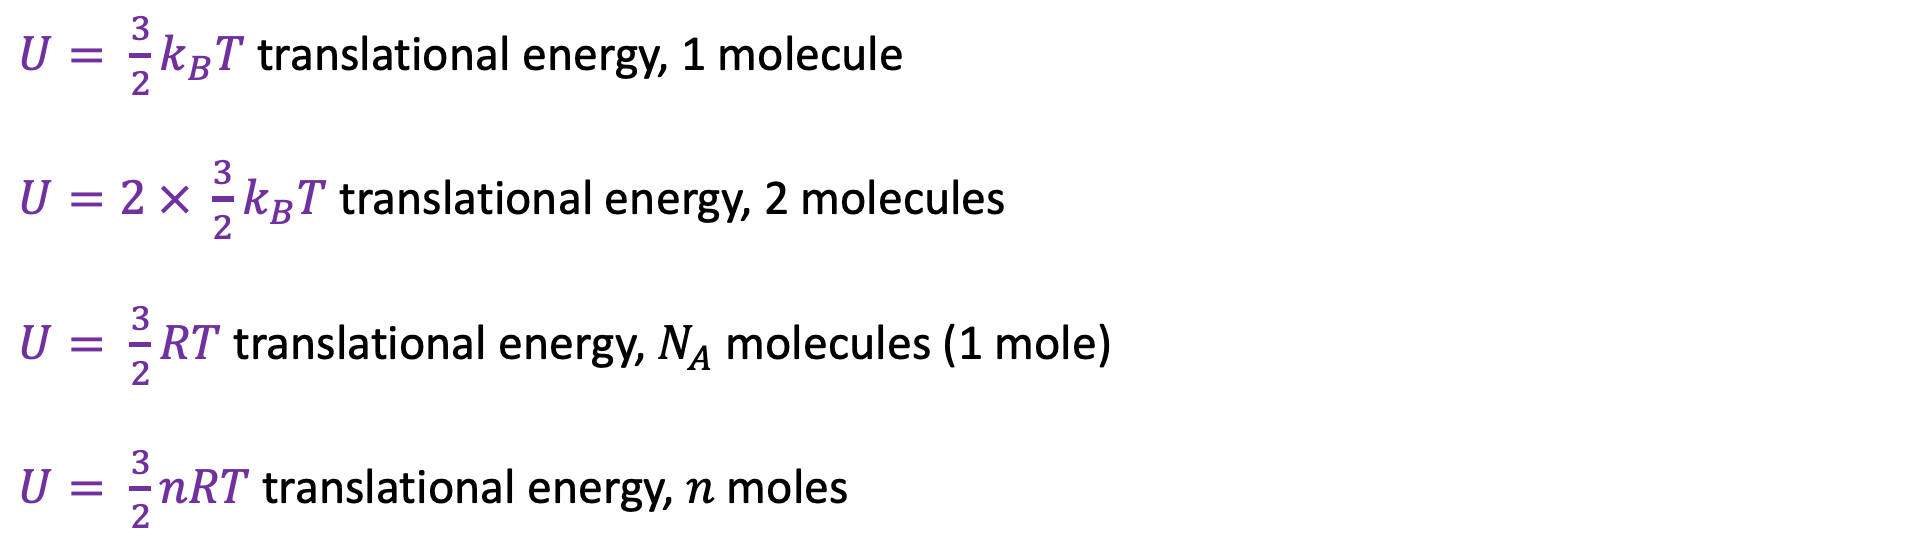 U = 3/2 k_B T translational energy, 1 molecule
U = 2 × 3/2 k_B T translational energy, 2 molecules
U = 3/2 RT translational energy, N_A molecules (1 mole)
U = 3/2 nRT translational energy, n moles